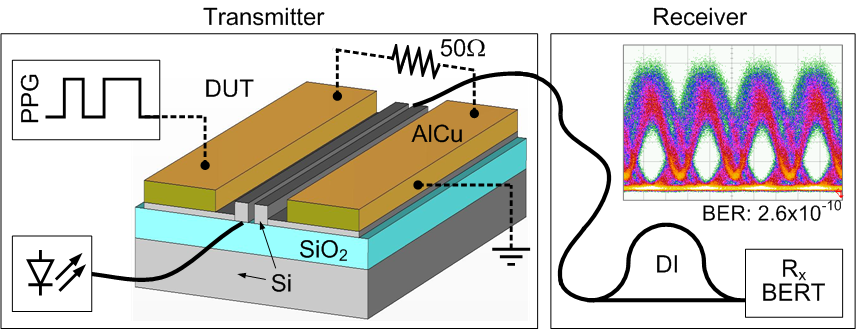 Transmitter
Receiver
PPG
DUT
50Ω
AlCu
SiO₂
Si
BER: 2.6x10⁻¹⁰
DI
Rₓ
BERT